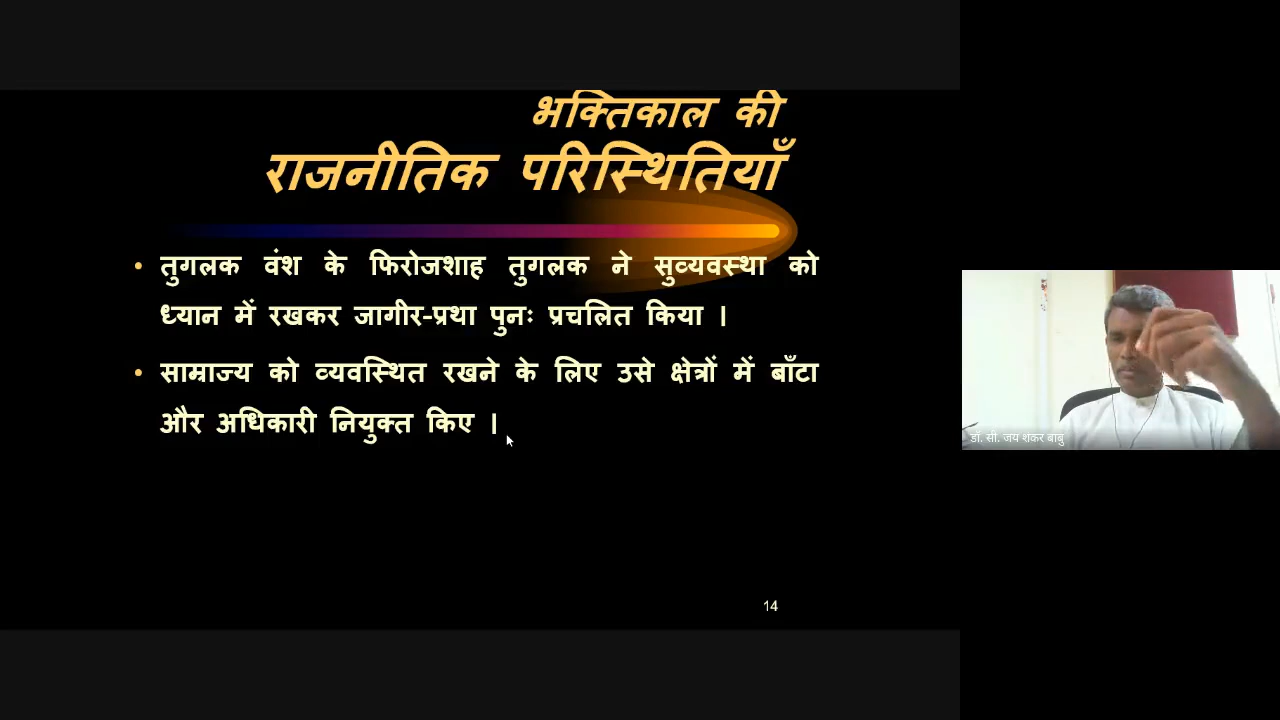 भक्तिकाल की
राजनीतिक परिस्थितियाँ
• तुगलक वंश के फिरोजशाह तुगलक ने सुव्यवस्था को
ध्यान में रखकर जागीर-प्रथा पुनः प्रचलित किया ।
• साम्राज्य को व्यवस्थित रखने के लिए उसे क्षेत्रों में बाँटा
और अधिकारी नियुक्त किए ।
14
डॉ. सी. जय शंकर बाबु